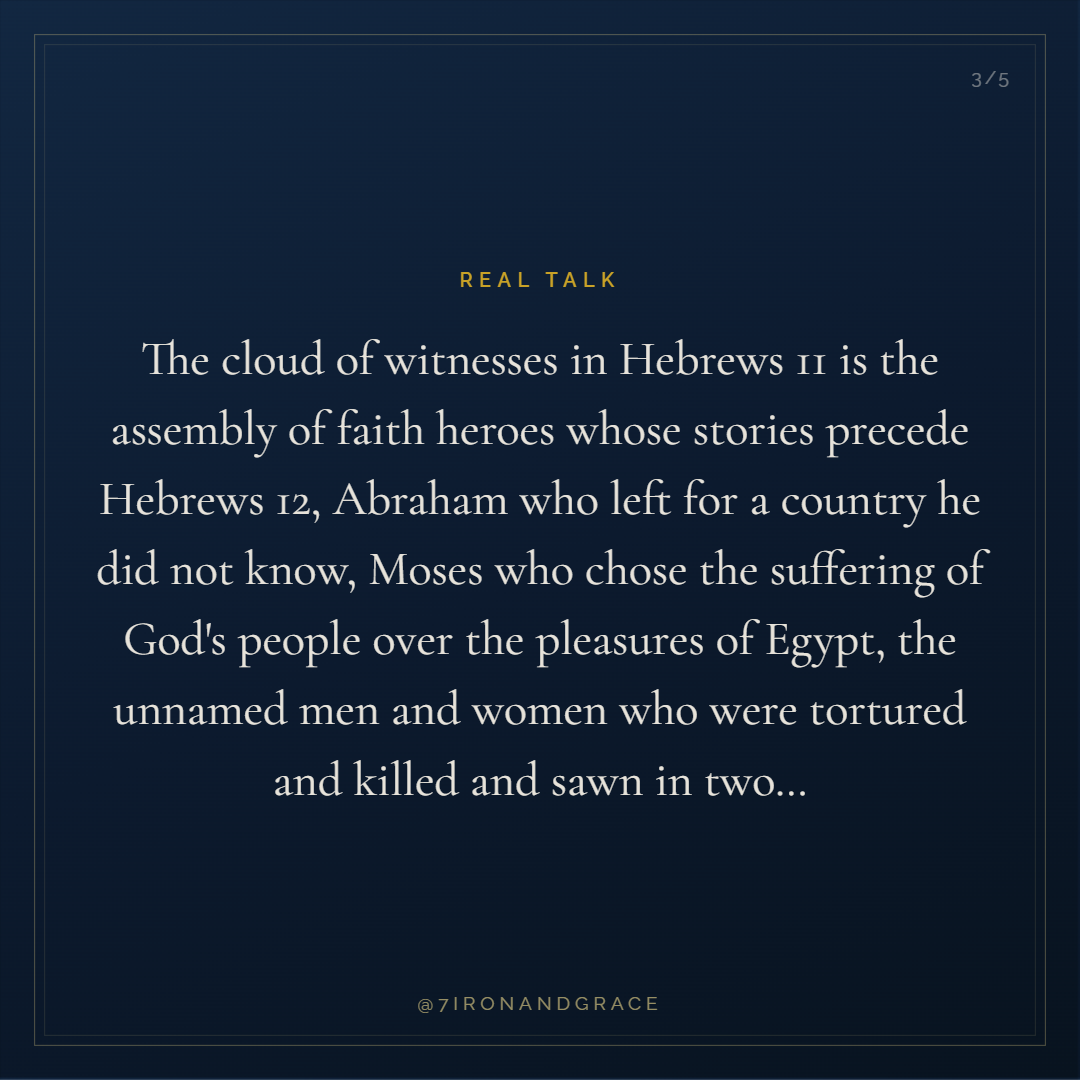 3/5
REAL TALK
The cloud of witnesses in Hebrews 11 is the
assembly of faith heroes whose stories precede
Hebrews 12, Abraham who left for a country he
did not know, Moses who chose the suffering of
God's people over the pleasures of Egypt, the
unnamed men and women who were tortured
and killed and sawn in two...
@7IRONANDGRACE